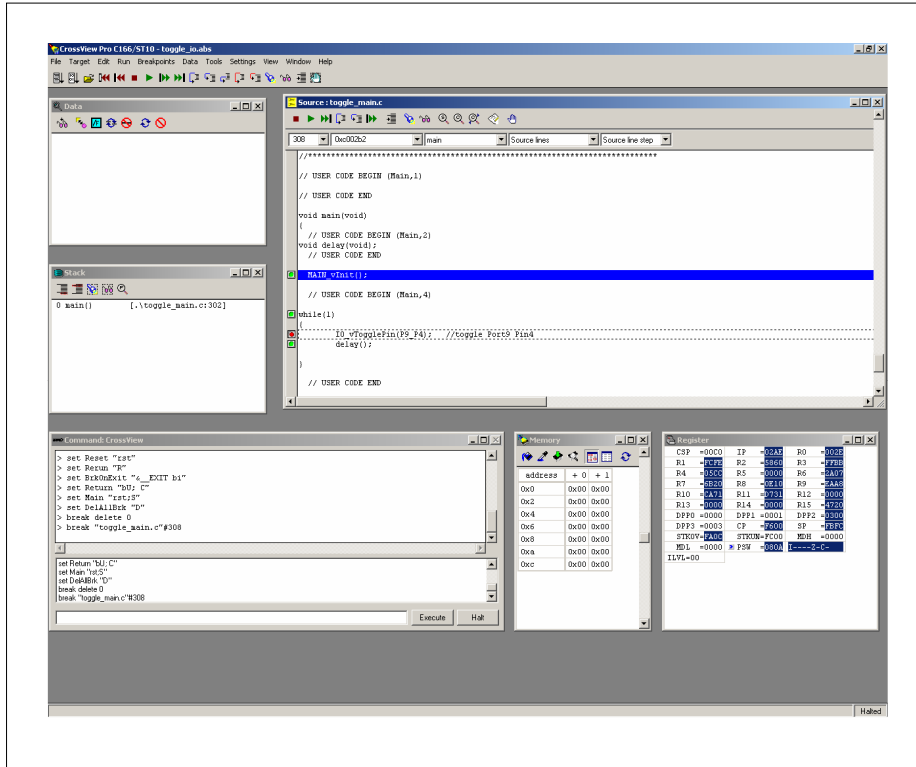 CrossView Pro C166/ST10 - toggle_io.abs
File Target Edit Run Breakpoints Data Tools Settings View Window Help
Data
Source : toggle_main.c
308 0xc002b2 main Source lines Source line step
//****************************************************************************
// USER CODE BEGIN (Main,1)
// USER CODE END
void main(void)
{
// USER CODE BEGIN (Main,2)
void delay(void);
// USER CODE END
MAIN_vInit();
// USER CODE BEGIN (Main,4)
while(1)
{
IO_vTogglePin(P9_P4); //toggle Port9 Pin4
delay();
}
// USER CODE END
Stack
0 main() [.\toggle_main.c:302]
Command: CrossView
> set Reset "rst"
> set Rerun "R"
> set BrkOnExit "&__EXIT bi"
> set Return "bU; C"
> set Main "rst;S"
> set DelAllBrk "D"
> break delete 0
> break "toggle_main.c"#308
set Return "bU; C"
set Main "rst;S"
set DelAllBrk "D"
break delete 0
break "toggle_main.c"#308
Execute Halt
Memory
address + 0 + 1
0x0 0x00 0x00
0x2 0x00 0x00
0x4 0x00 0x00
0x6 0x00 0x00
0x8 0x00 0x00
0xa 0x00 0x00
0xc 0x00 0x00
Register
CSP =00C0 IP =02AE R0 =002E
R1 =FCFE R2 =5860 R3 =FFBB
R4 =05CC R5 =0000 R6 =2A07
R7 =6B20 R8 =0E10 R9 =EAA8
R10 =CA71 R11 =D731 R12 =0000
R13 =0000 R14 =0000 R15 =4720
DPP0 =0000 DPP1 =0001 DPP2 =0300
DPP3 =0003 CP =F600 SP =FBFC
STKOV=FA0C STKUN=FC00 MDH =0000
MDL =0000 PSW =080A I----Z-C-
ILVL=00
Halted